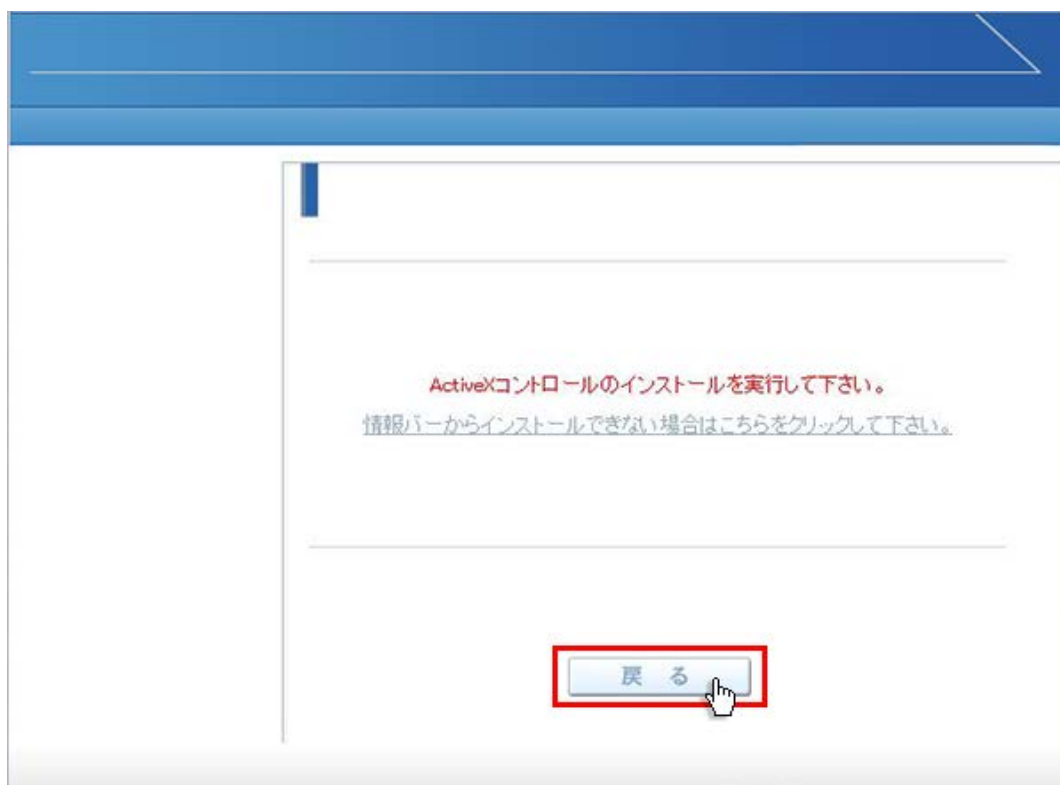 ActiveXコントロールのインストールを実行して下さい。
情報バーからインストールできない場合はこちらをクリックして下さい。
戻る